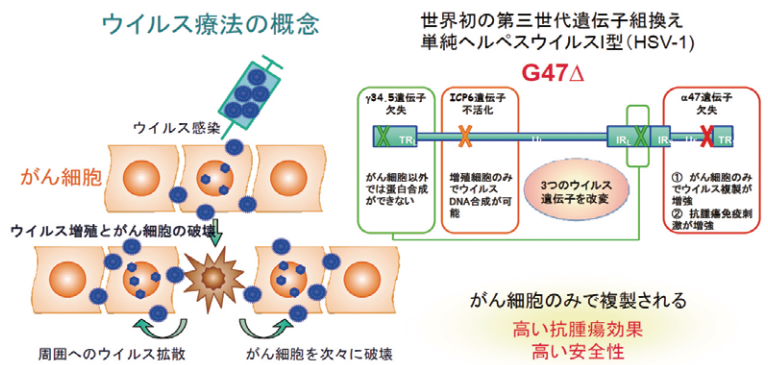 ウイルス療法の概念
ウイルス感染
がん細胞
ウイルス増殖とがん細胞の破壊
周囲へのウイルス拡散
がん細胞を次々に破壊
世界初の第三世代遺伝子組換え
単純ヘルペスウイルスI型（HSV-1）
G47Δ
γ34.5遺伝子
欠失
ICP6遺伝子
不活化
α47遺伝子
欠失
TR
IR
IR
TR
がん細胞以外
では蛋白合成
ができない
増殖細胞のみ
でウイルス
DNA合成が可
能
3つのウイルス
遺伝子を改変
① がん細胞のみ
でウイルス複製が
増強
② 抗腫瘍免疫刺
激が増強
がん細胞のみで複製される
高い抗腫瘍効果
高い安全性